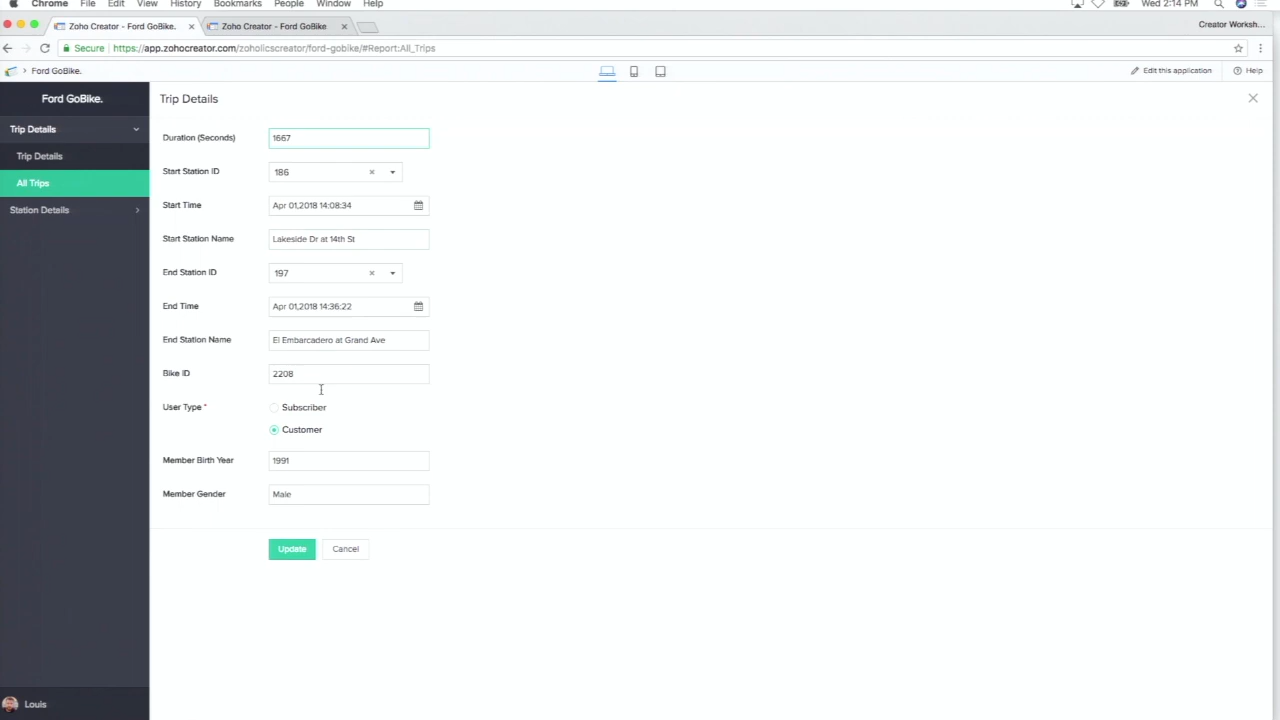 Chrome File Edit View History Bookmarks People Window Help Wed 2:14 PM
Zoho Creator - Ford GoBike. × Zoho Creator - Ford GoBike × Creator Worksh...
Secure https://app.zohocreator.com/zoholicscreator/ford-gobike/#Report:All_Trips
Ford GoBike. Edit this application Help
Ford GoBike.
Trip Details
Trip Details
All Trips
Station Details
Louis
Trip Details
Duration (Seconds) 1667
Start Station ID 186
Start Time Apr 01,2018 14:08:34
Start Station Name Lakeside Dr at 14th St
End Station ID 197
End Time Apr 01,2018 14:36:22
End Station Name El Embarcadero at Grand Ave
Bike ID 2208
User Type * Subscriber
Customer
Member Birth Year 1991
Member Gender Male
Update Cancel